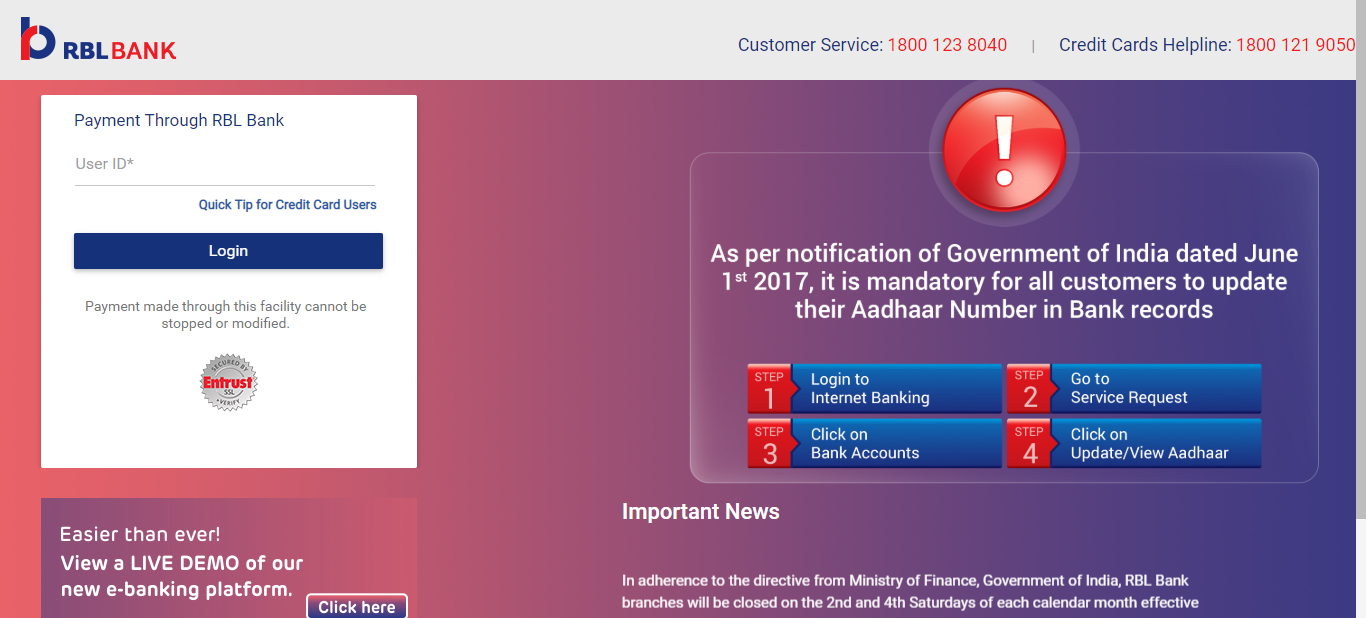 RBL BANK
Customer Service: 1800 123 8040 | Credit Cards Helpline: 1800 121 9050
Payment Through RBL Bank
User ID*
Quick Tip for Credit Card Users
Login
Payment made through this facility cannot be
stopped or modified.
SECURED BY
Entrust
SSL
VERIFY
Easier than ever!
View a LIVE DEMO of our
new e-banking platform.
Click here
!
As per notification of Government of India dated June
1st 2017, it is mandatory for all customers to update
their Aadhaar Number in Bank records
STEP 1 Login to
Internet Banking
STEP 2 Go to
Service Request
STEP 3 Click on
Bank Accounts
STEP 4 Click on
Update/View Aadhaar
Important News
In adherence to the directive from Ministry of Finance, Government of India, RBL Bank
branches will be closed on the 2nd and 4th Saturdays of each calendar month effective